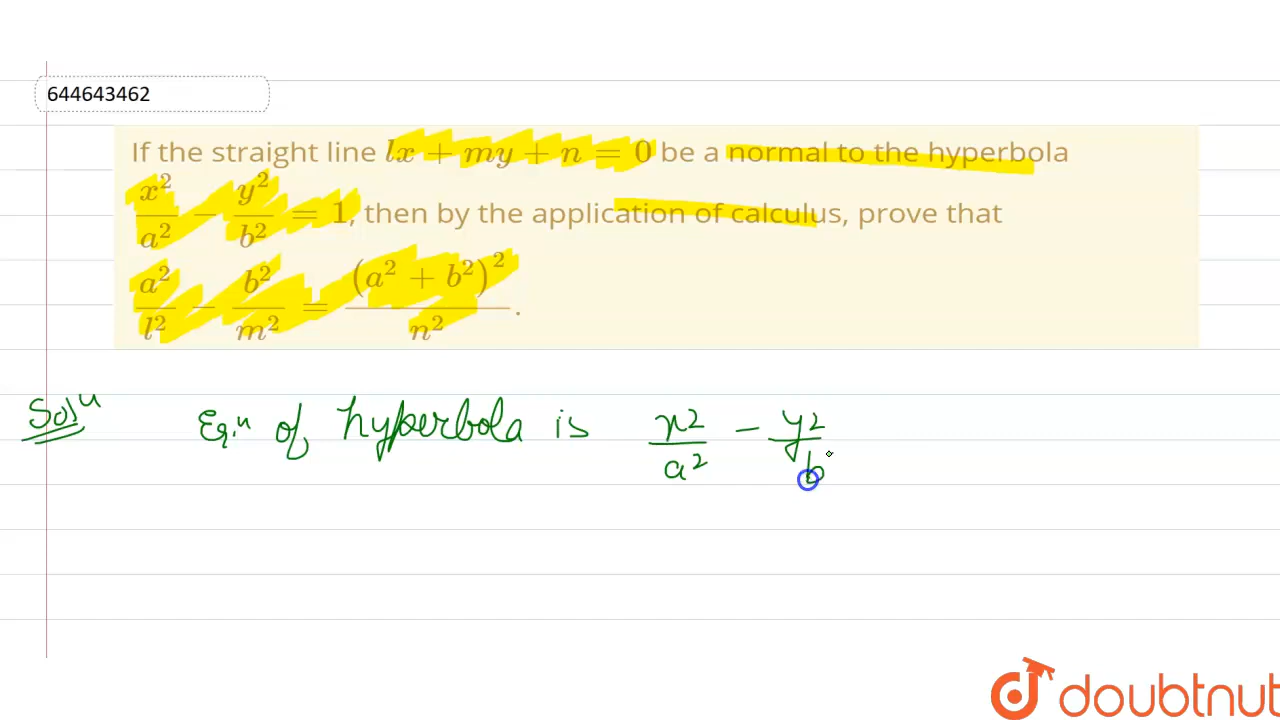 644643462
If the straight line lx + my + n = 0 be a normal to the hyperbola
x²/a² − y²/b² = 1, then by the application of calculus, prove that
a²/l² − b²/m² = (a² + b²)²/n².
Solⁿ Eq.ⁿ of hyperbola is x²/a² − y²/b
doubtnut